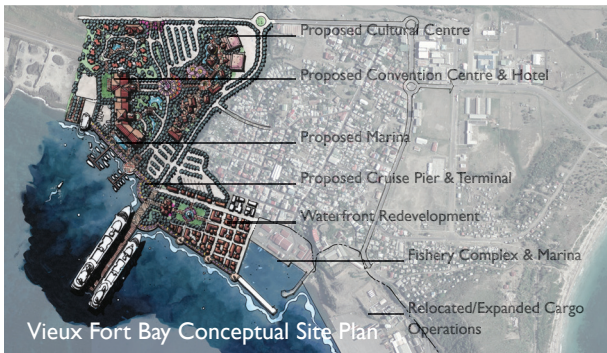 Proposed Cultural Centre
Proposed Convention Centre & Hotel
Proposed Marina
Proposed Cruise Pier & Terminal
Waterfront Redevelopment
Fishery Complex & Marina
Relocated/Expanded Cargo
Operations
Vieux Fort Bay Conceptual Site Plan